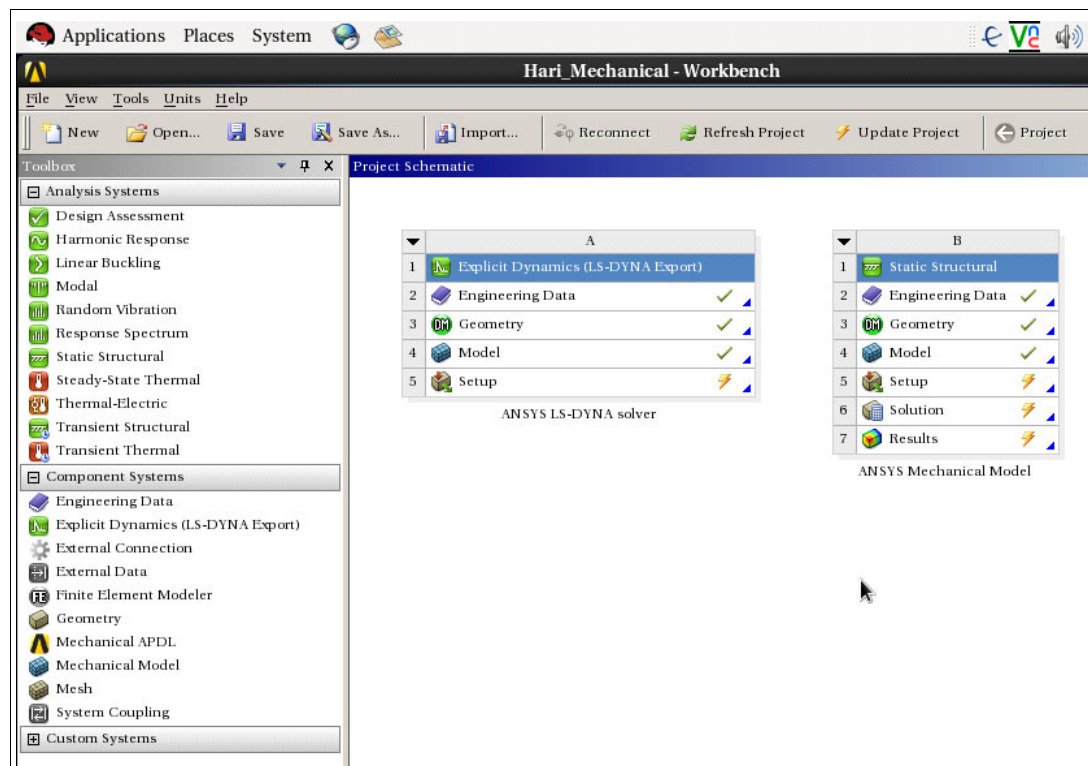 Applications Places System
Hari_Mechanical - Workbench
File View Tools Units Help
New Open... Save Save As... Import... Reconnect Refresh Project Update Project Project
Toolbox
Analysis Systems
Design Assessment
Harmonic Response
Linear Buckling
Modal
Random Vibration
Response Spectrum
Static Structural
Steady-State Thermal
Thermal-Electric
Transient Structural
Transient Thermal
Component Systems
Engineering Data
Explicit Dynamics (LS-DYNA Export)
External Connection
External Data
Finite Element Modeler
Geometry
Mechanical APDL
Mechanical Model
Mesh
System Coupling
Custom Systems
Project Schematic
A
1 Explicit Dynamics (LS-DYNA Export)
2 Engineering Data
3 DM Geometry
4 Model
5 Setup
ANSYS LS-DYNA solver
B
1 Static Structural
2 Engineering Data
3 DM Geometry
4 Model
5 Setup
6 Solution
7 Results
ANSYS Mechanical Model